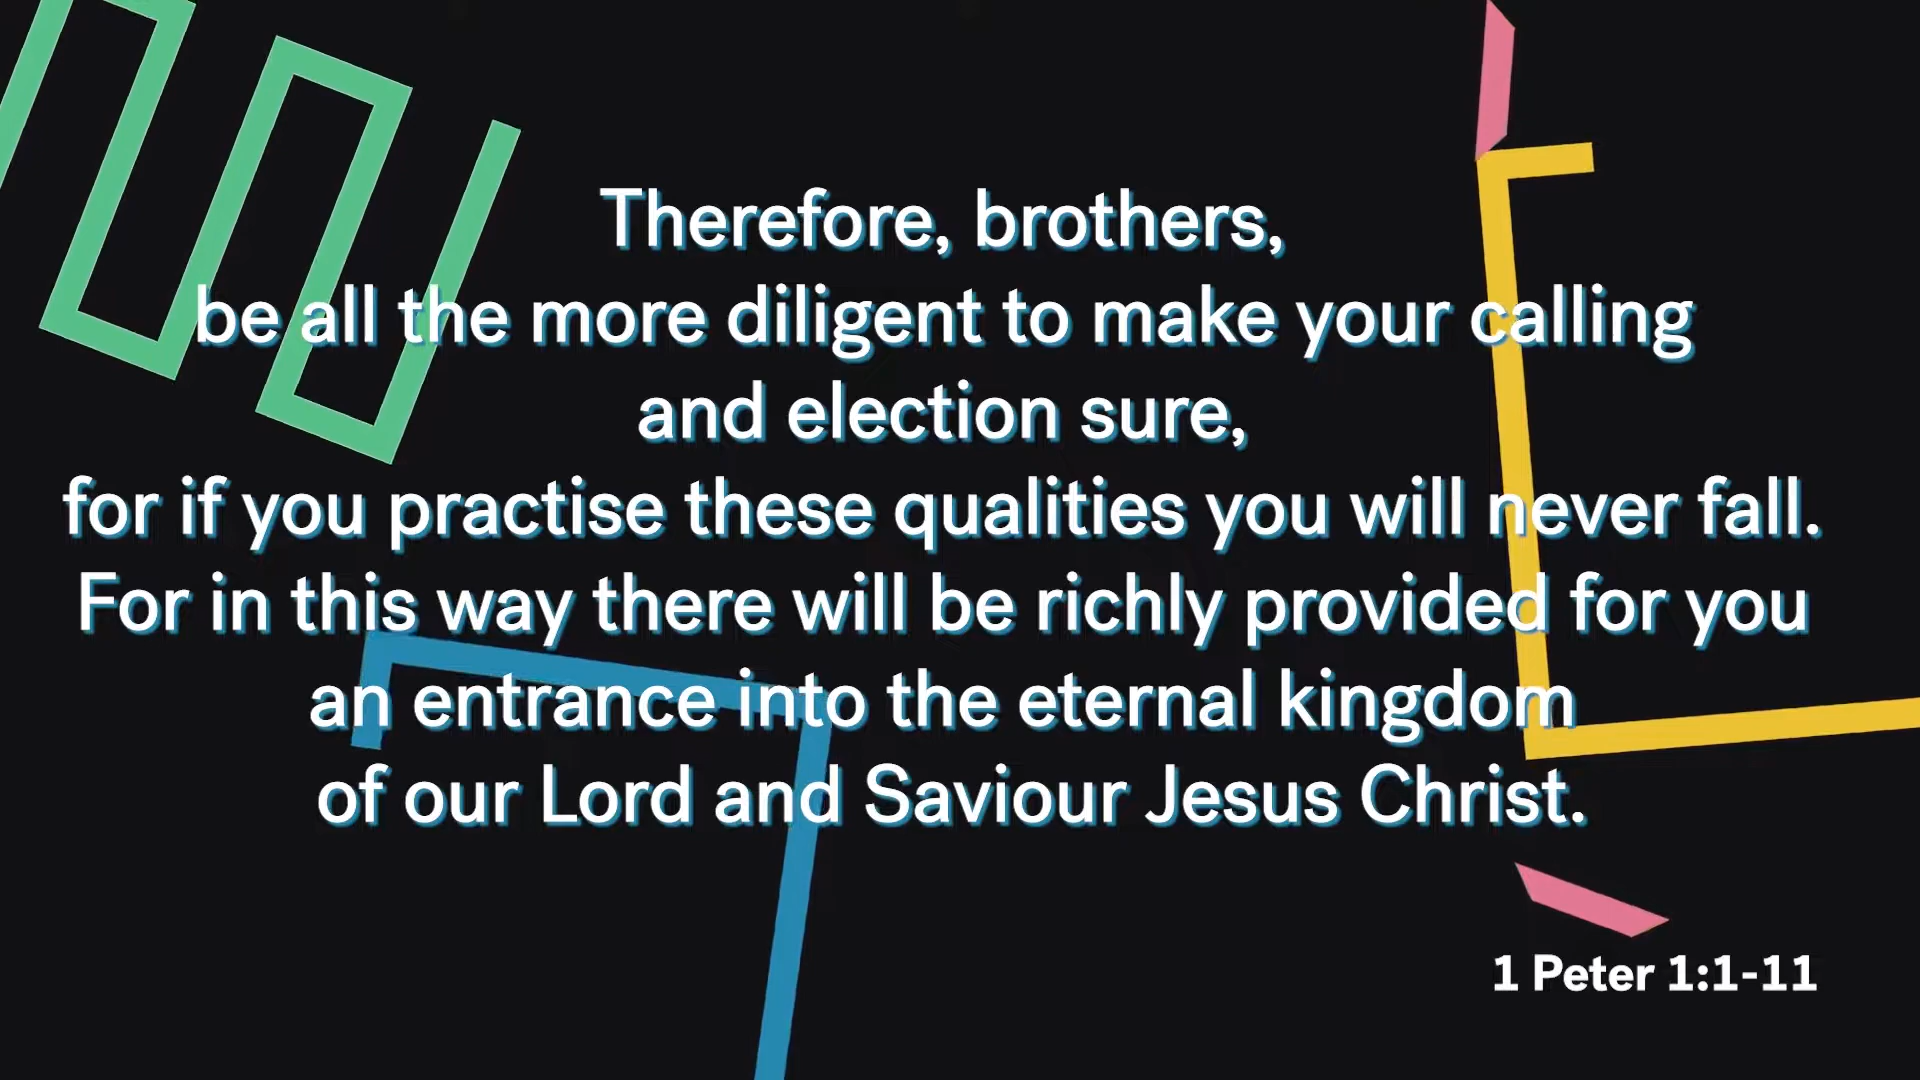 Therefore, brothers,
be all the more diligent to make your calling
and election sure,
for if you practise these qualities you will never fall.
For in this way there will be richly provided for you
an entrance into the eternal kingdom
of our Lord and Saviour Jesus Christ.
1 Peter 1:1-11